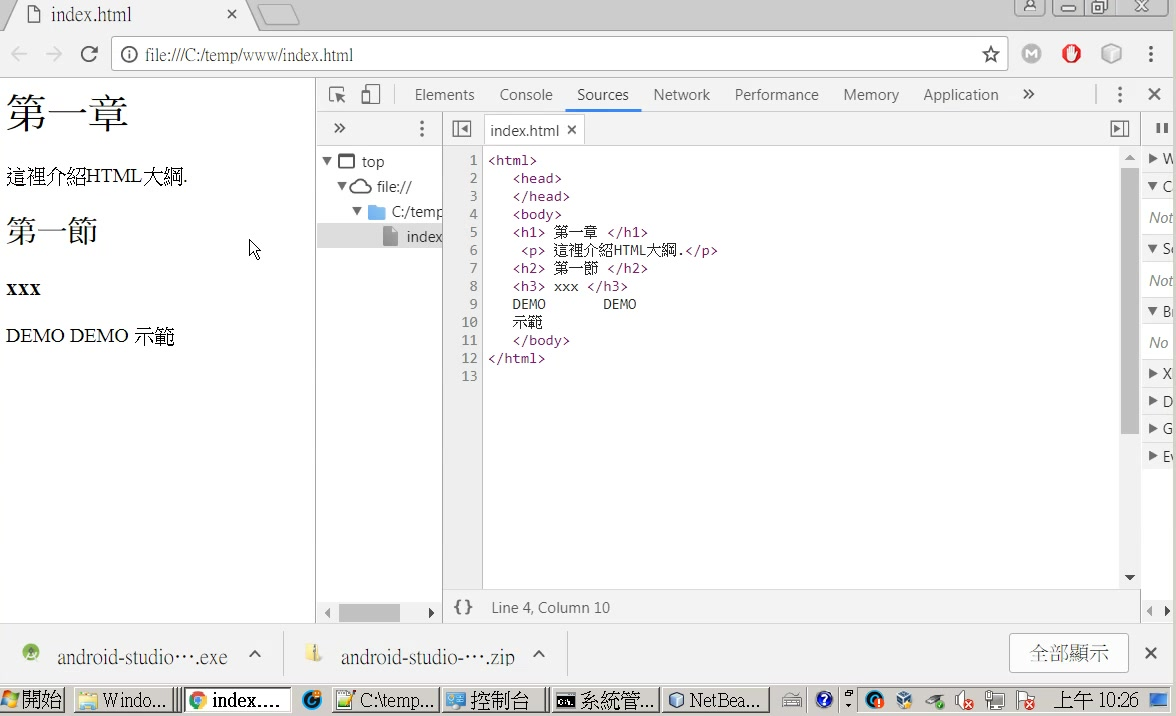 index.html
file:///C:/temp/www/index.html
第一章
這裡介紹HTML大綱.
第一節
xxx
DEMO DEMO 示範
Elements Console Sources Network Performance Memory Application
index.html
top
file://
C:/temp
index
1 <html>
2 <head>
3 </head>
4 <body>
5 <h1> 第一章 </h1>
6 <p> 這裡介紹HTML大綱.</p>
7 <h2> 第一節 </h2>
8 <h3> xxx </h3>
9 DEMO DEMO
10 示範
11 </body>
12 </html>
13
W
C
Not
Sc
Not
Br
No
X
D
G
Ev
{} Line 4, Column 10
android-studio-….exe
android-studio-….zip
全部顯示
開始
Windo...
index....
C:\temp...
控制台
系統管...
NetBea...
上午 10:26